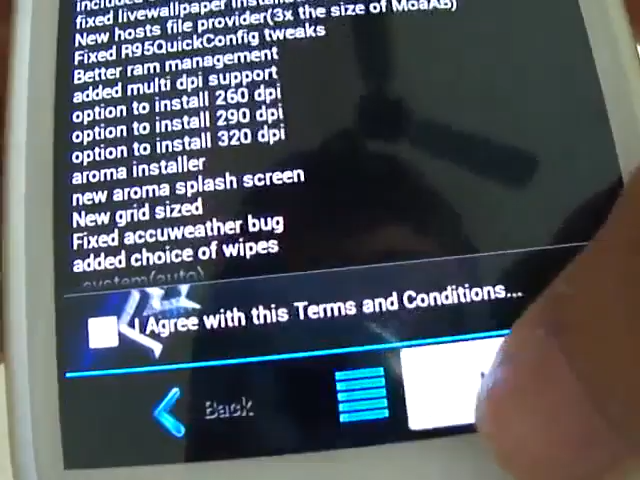 fixed livewallpaper
New hosts file provider(3x the size of MoaAB)
Fixed R95QuickConfig tweaks
Better ram management
added multi dpi support
option to install 260 dpi
option to install 290 dpi
option to install 320 dpi
aroma installer
new aroma splash screen
New grid sized
Fixed accuweather bug
added choice of wipes
system(auto)
I Agree with this Terms and Conditions...
Back